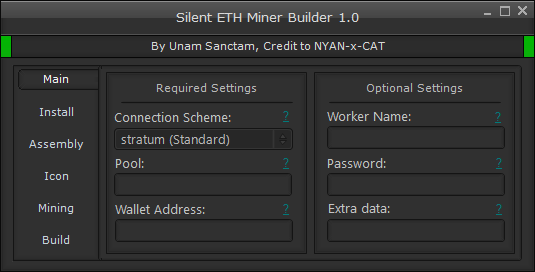 Silent ETH Miner Builder 1.0
By Unam Sanctam, Credit to NYAN-x-CAT
Main
Install
Assembly
Icon
Mining
Build
Required Settings
Connection Scheme: ?
stratum (Standard)
Pool: ?
Wallet Address: ?
Optional Settings
Worker Name: ?
Password: ?
Extra data: ?